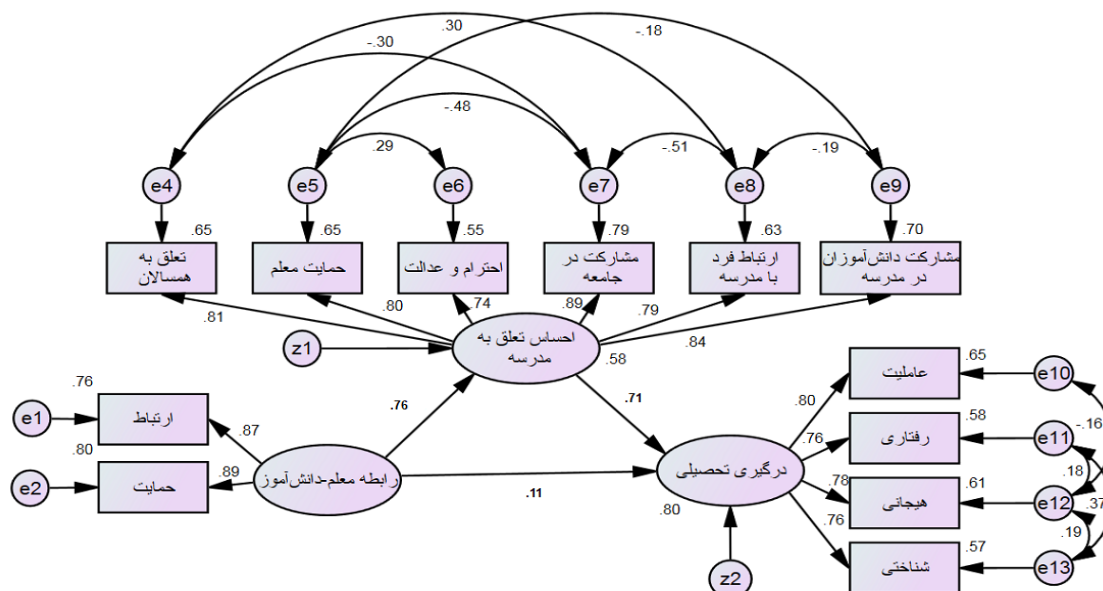 .30
-.18
-.30
-.48
.29
-.51
-.19
e4
e5
e6
e7
e8
e9
.65
.65
.55
.79
.63
.70
تعلق به
همسالان
حمایت معلم
احترام و عدالت
مشارکت در
جامعه
ارتباط فرد
با مدرسه
مشارکت دانش‌آموزان
در مدرسه
.81
.80
.74
.89
.79
.84
z1
احساس تعلق به
مدرسه
.58
e1
.76
ارتباط
.87
.80
e2
حمایت
.89
رابطه معلم-دانش‌آموز
.76
.71
.11
درگیری تحصیلی
.80
z2
.80
عاملیت
.65
e10
.76
رفتاری
.58
e11
.78
هیجانی
.61
e12
.76
شناختی
.57
e13
-.16
.18
.37
.19